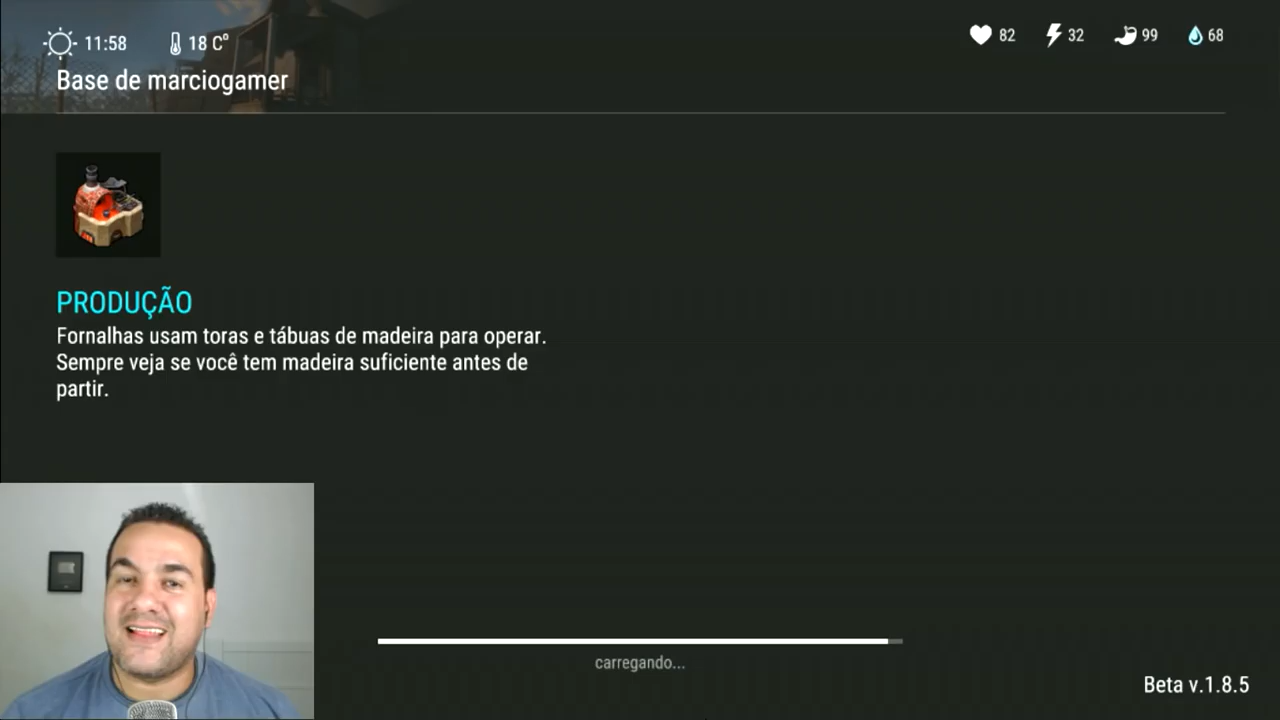 11:58 18 C° 82 32 99 68
Base de marciogamer
PRODUÇÃO
Fornalhas usam toras e tábuas de madeira para operar.
Sempre veja se você tem madeira suficiente antes de
partir.
carregando...
Beta v.1.8.5